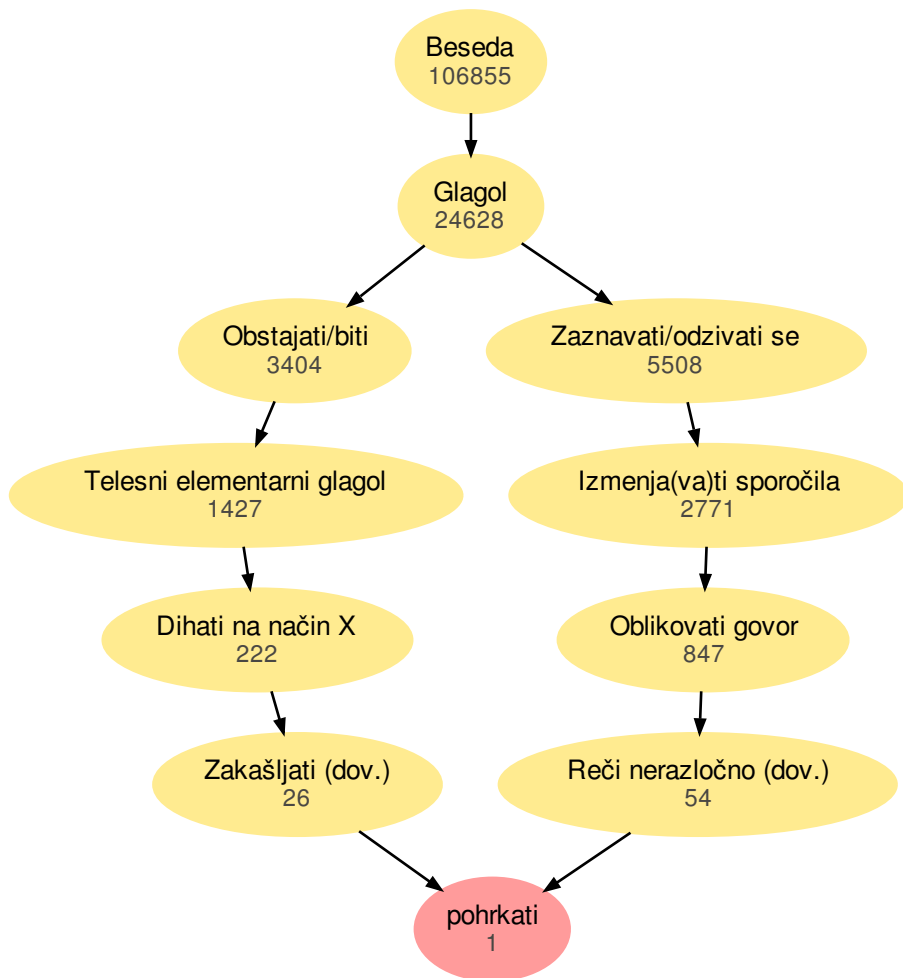 Beseda
106855
Glagol
24628
Obstajati/biti
3404
Zaznavati/odzivati se
5508
Telesni elementarni glagol
1427
Izmenja(va)ti sporočila
2771
Dihati na način X
222
Oblikovati govor
847
Zakašljati (dov.)
26
Reči nerazločno (dov.)
54
pohrkati
1